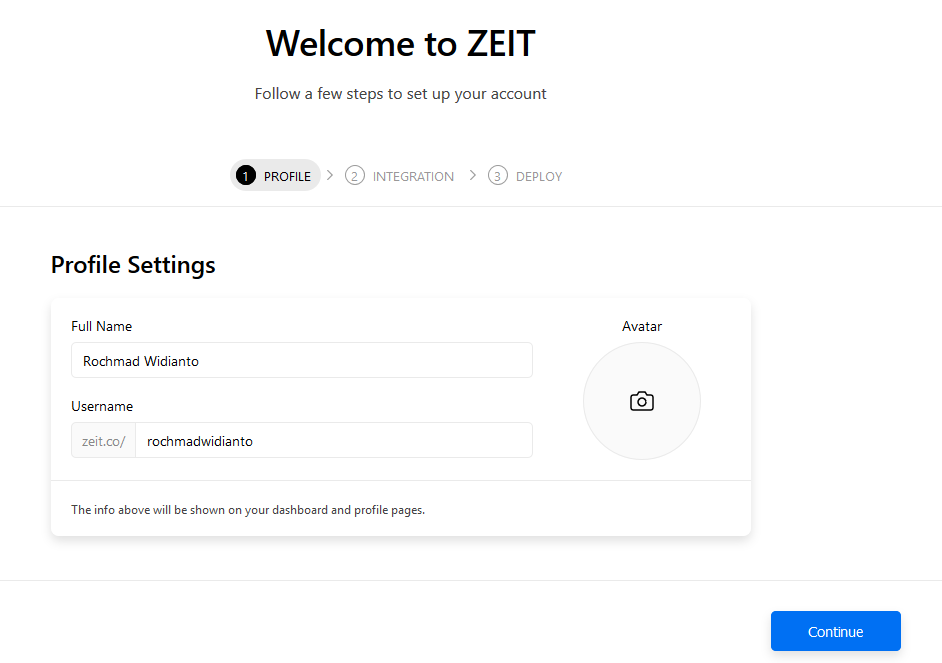 Welcome to ZEIT
Follow a few steps to set up your account
1 PROFILE > 2 INTEGRATION > 3 DEPLOY
Profile Settings
Full Name
Rochmad Widianto
Username
zeit.co/ rochmadwidianto
Avatar
The info above will be shown on your dashboard and profile pages.
Continue